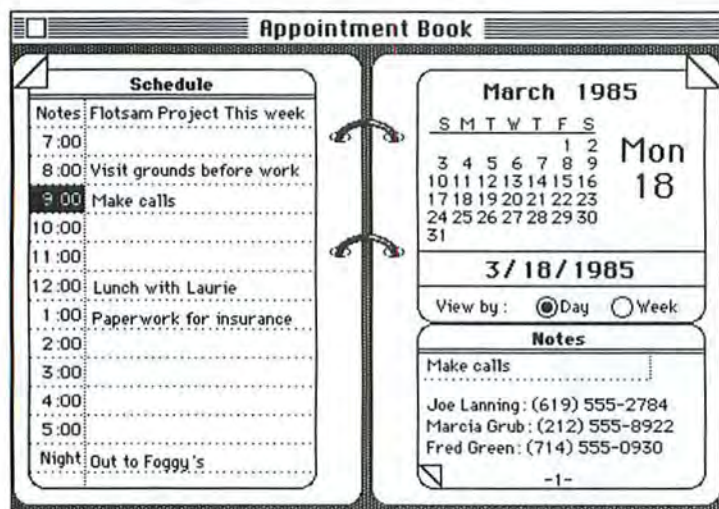 Appointment Book
Schedule
Notes Flotsam Project This week
7:00
8:00 Visit grounds before work
9:00 Make calls
10:00
11:00
12:00 Lunch with Laurie
1:00 Paperwork for insurance
2:00
3:00
4:00
5:00
Night Out to Foggy's
March 1985
S M T W T F S
1 2
3 4 5 6 7 8 9
10 11 12 13 14 15 16
17 18 19 20 21 22 23
24 25 26 27 28 29 30
31
Mon
18
3/18/1985
View by: Day Week
Notes
Make calls
Joe Lanning: (619) 555-2784
Marcia Grub: (212) 555-8922
Fred Green: (714) 555-0930
-1-